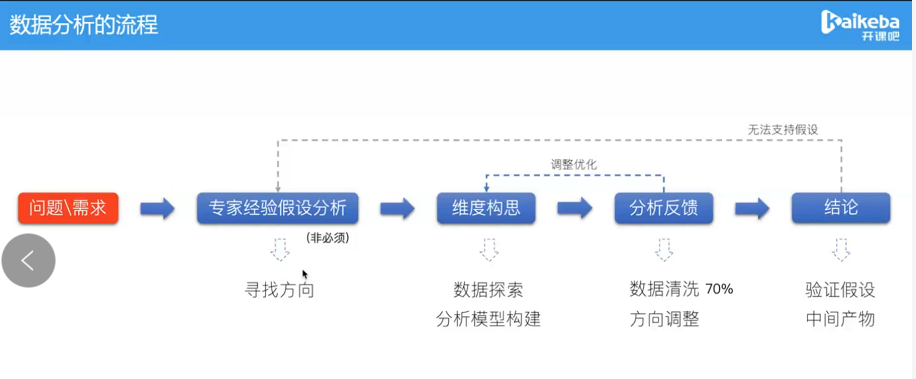 数据分析的流程
Kaikeba
开课吧
无法支持假设
调整优化
问题\需求
专家经验假设分析
维度构思
分析反馈
结论
(非必须)
寻找方向
数据探索
分析模型构建
数据清洗 70%
方向调整
验证假设
中间产物